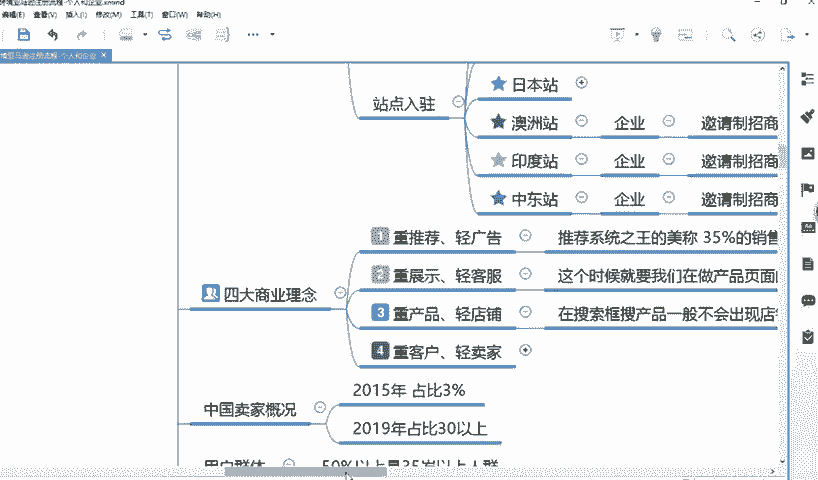 编辑(E) 查看(V) 插入(I) 修改(M) 工具(T) 窗口(W) 帮助(H)
站点入驻
日本站
澳洲站 企业 邀请制招商
印度站 企业 邀请制招商
中东站 企业 邀请制招商
四大商业理念
1 重推荐、轻广告 推荐系统之王的美称 35%的销售
2 重展示、轻客服 这个时候就要我们在做产品页面
3 重产品、轻店铺 在搜索框搜产品一般不会出现店
4 重客户、轻卖家
中国卖家概况
2015年 占比3%
2019年占比30以上
用户群体 50%以上是35岁以上人群